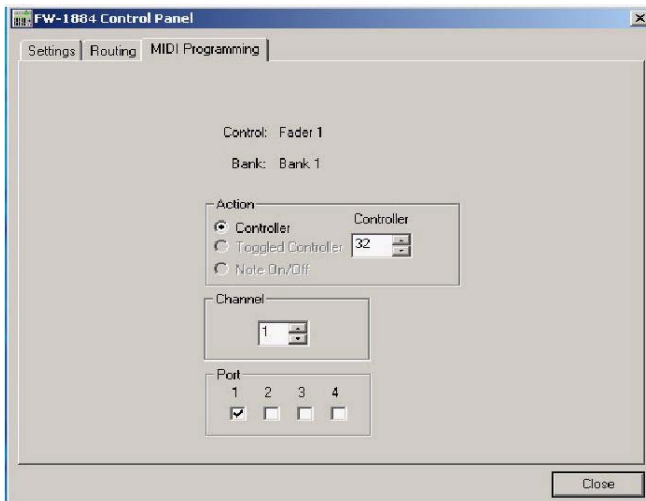 FW-1884 Control Panel
Settings Routing MIDI Programming
Control: Fader 1
Bank: Bank 1
Action
Controller Controller
Toggled Controller 32
Note On/Off
Channel
1
Port
1 2 3 4
Close